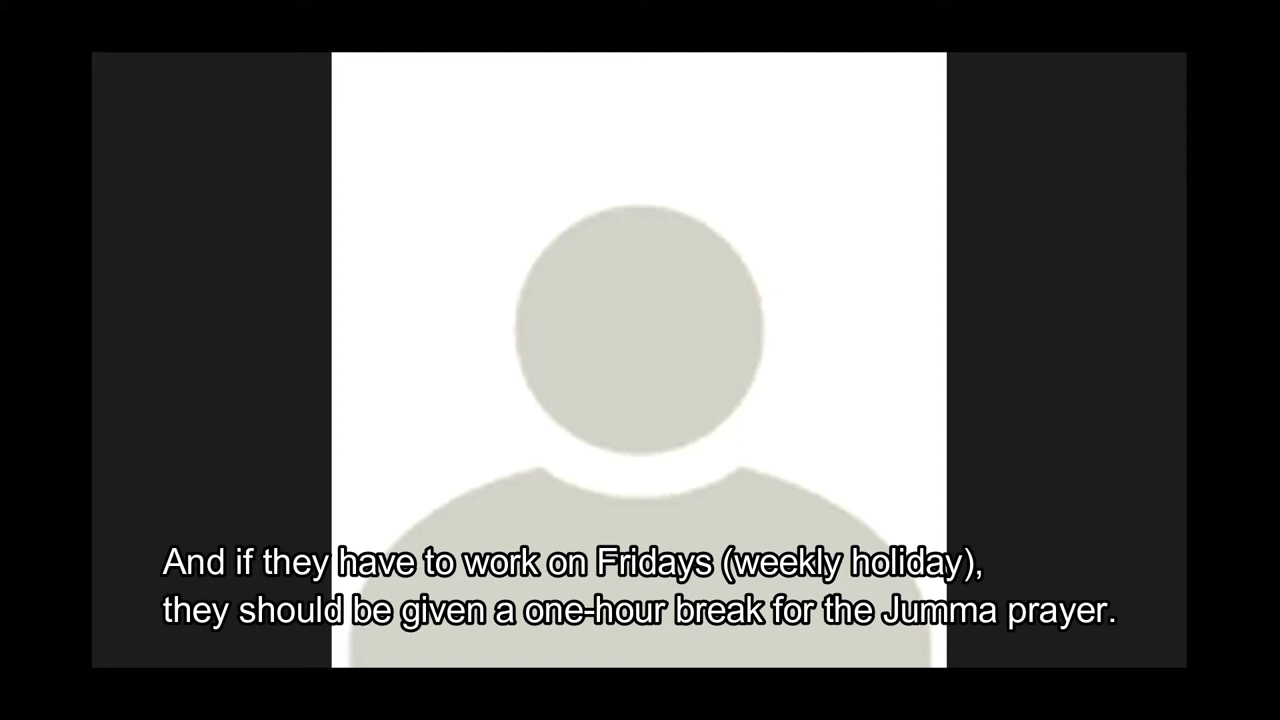 And if they have to work on Fridays (weekly holiday),
they should be given a one-hour break for the Jumma prayer.